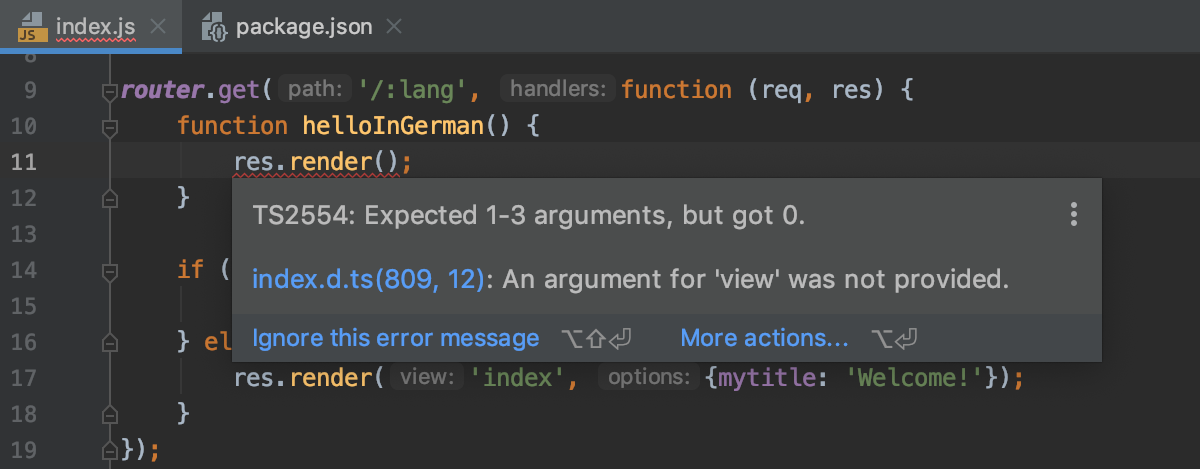 index.js × package.json ×
8
9 router.get( path: '/:lang', handlers: function (req, res) {
10 function helloInGerman() {
11 res.render();
12 }
13
14 if (
15
16 } el
17 res.render( view: 'index', options: {mytitle: 'Welcome!'});
18 }
19 });
TS2554: Expected 1-3 arguments, but got 0.
index.d.ts(809, 12): An argument for 'view' was not provided.
Ignore this error message ⌥⇧⏎ More actions... ⌥⏎